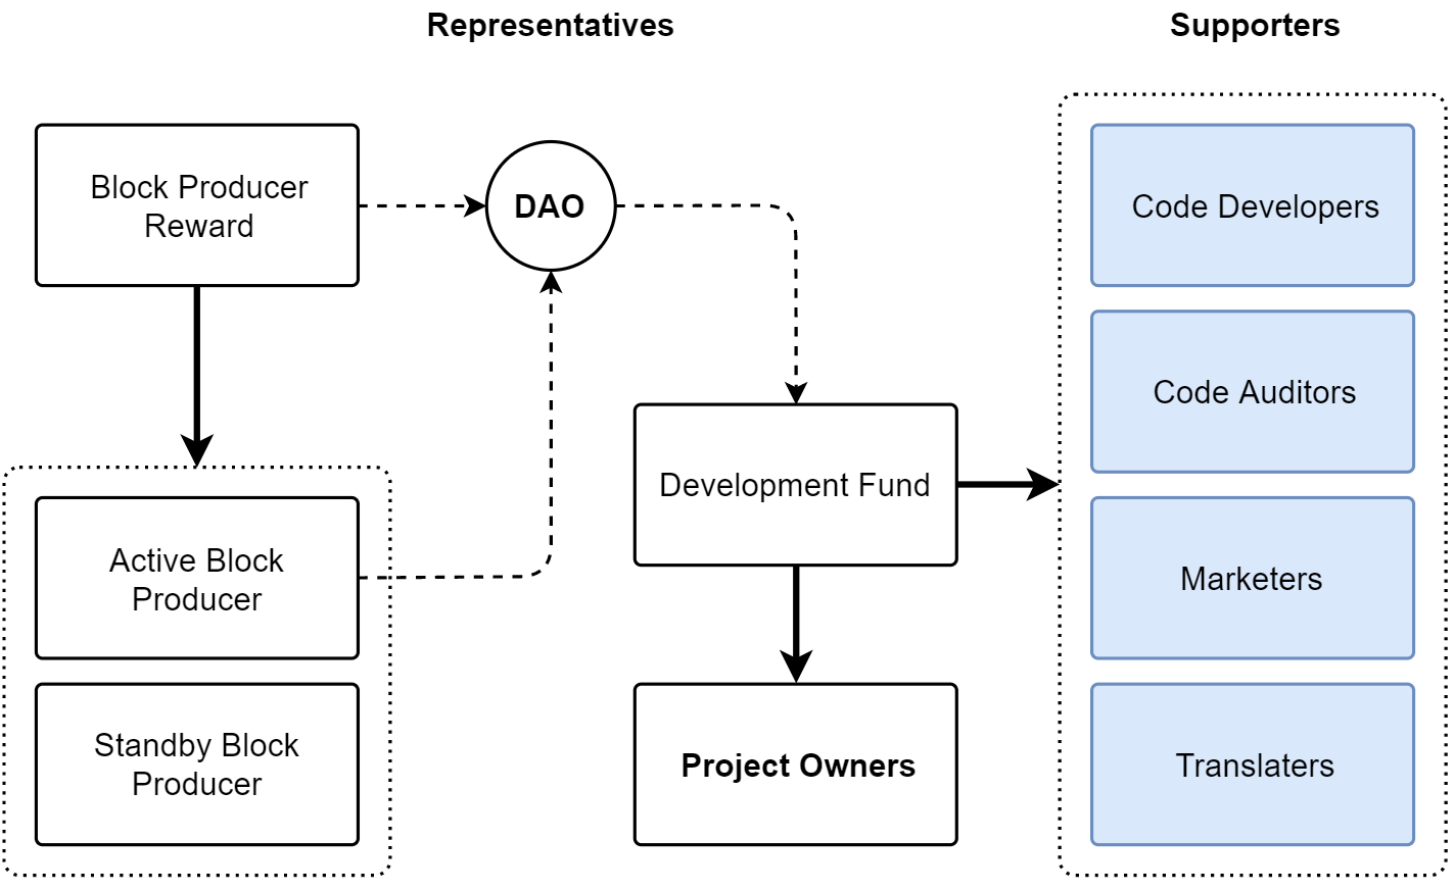 Representatives
Supporters
Block Producer
Reward
DAO
Code Developers
Code Auditors
Development Fund
Active Block
Producer
Marketers
Standby Block
Producer
Project Owners
Translaters